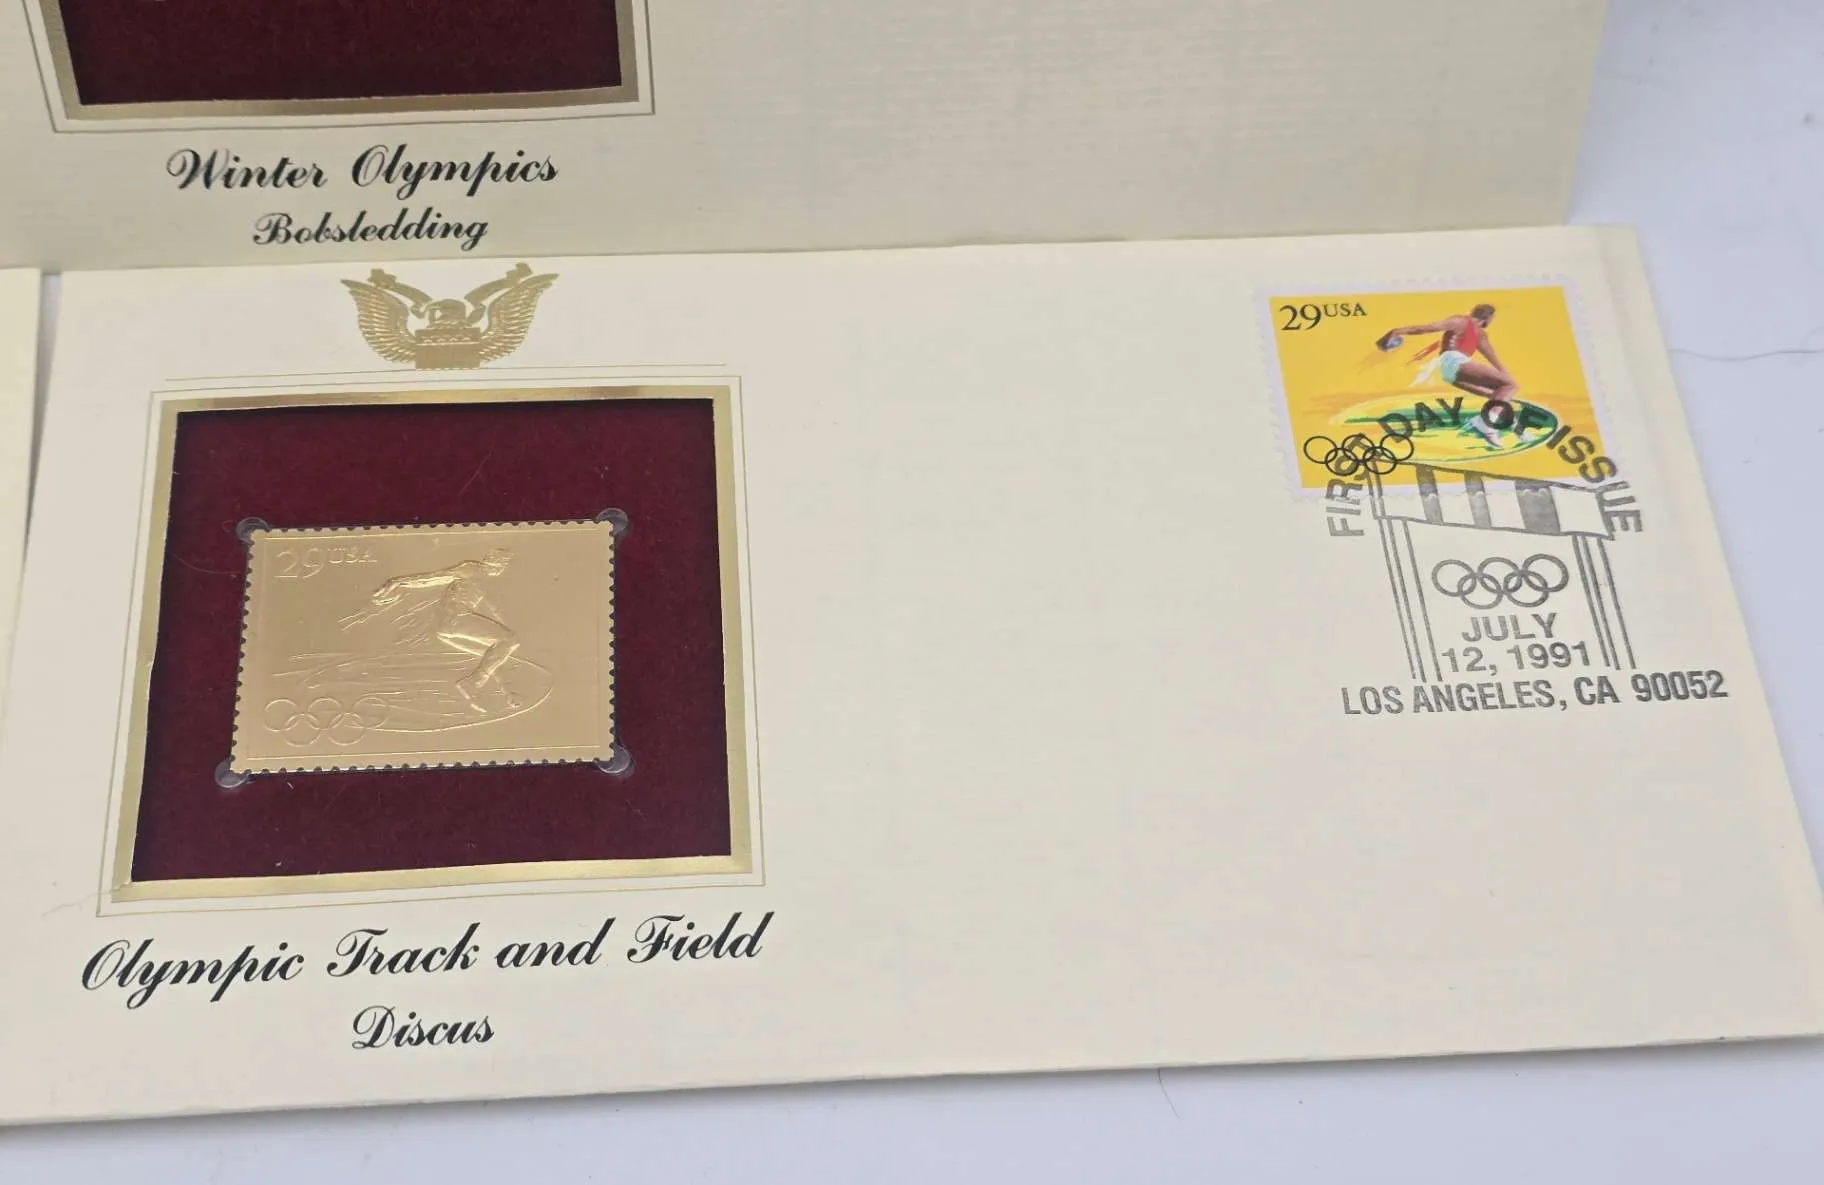 Winter Olympics
Bobsledding
29USA
29USA
FIRST DAY OF ISSUE
JULY
12, 1991
LOS ANGELES, CA 90052
Olympic Track and Field
Discus